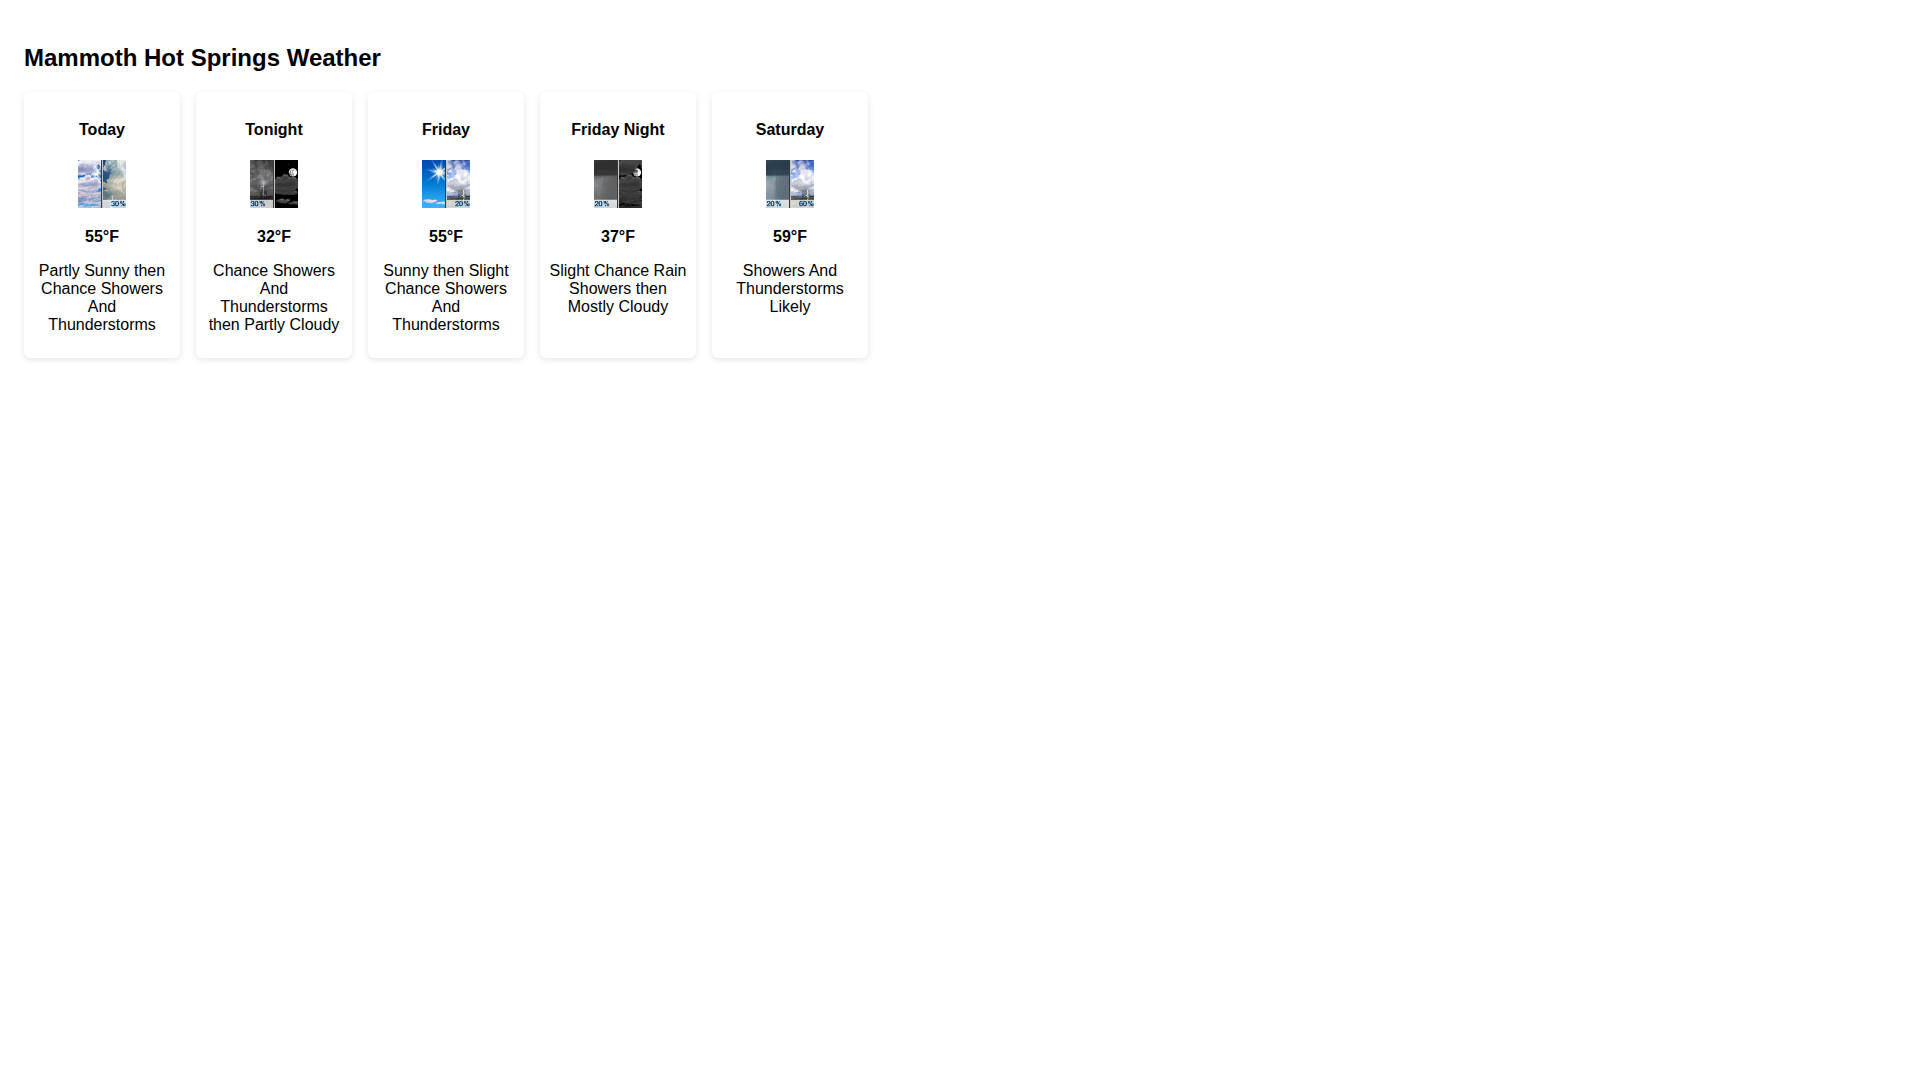 Mammoth Hot Springs Weather
Today
30%
55°F
Partly Sunny then
Chance Showers
And
Thunderstorms
Tonight
30%
32°F
Chance Showers
And
Thunderstorms
then Partly Cloudy
Friday
20%
55°F
Sunny then Slight
Chance Showers
And
Thunderstorms
Friday Night
20%
37°F
Slight Chance Rain
Showers then
Mostly Cloudy
Saturday
20% 60%
59°F
Showers And
Thunderstorms
Likely